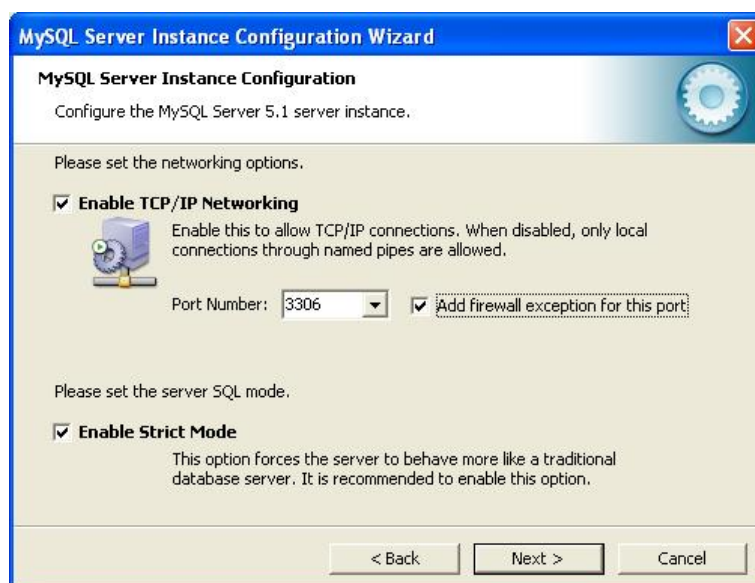 MySQL Server Instance Configuration Wizard
MySQL Server Instance Configuration
Configure the MySQL Server 5.1 server instance.
Please set the networking options.
Enable TCP/IP Networking
Enable this to allow TCP/IP connections. When disabled, only local
connections through named pipes are allowed.
Port Number: 3306 Add firewall exception for this port
Please set the server SQL mode.
Enable Strict Mode
This option forces the server to behave more like a traditional
database server. It is recommended to enable this option.
< Back Next > Cancel